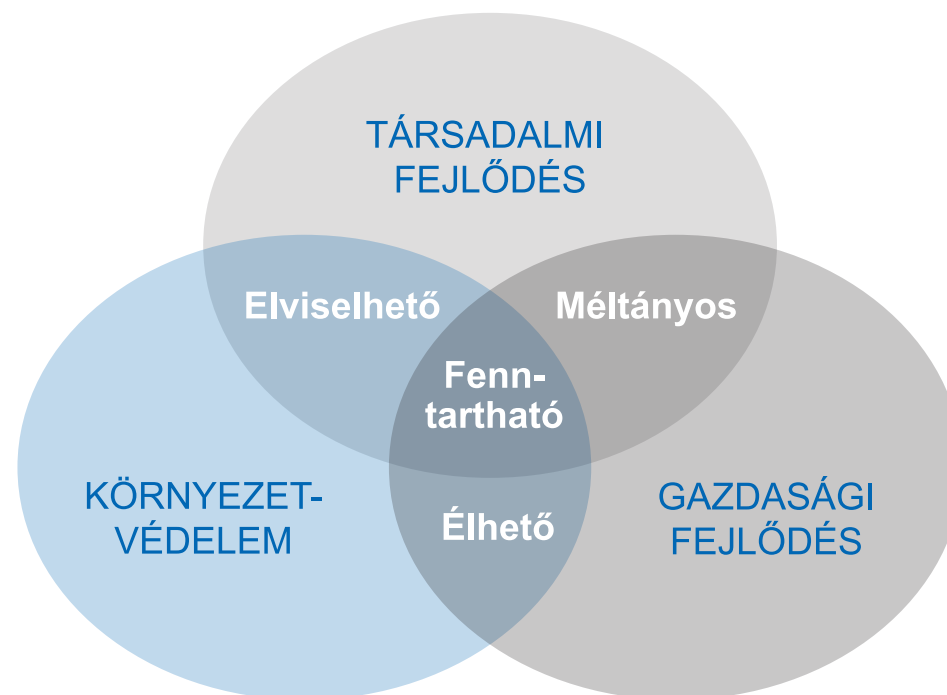 TÁRSADALMI
FEJLŐDÉS
Elviselhető
Méltányos
Fenn-
tartható
KÖRNYEZET-
VÉDELEM
Élhető
GAZDASÁGI
FEJLŐDÉS